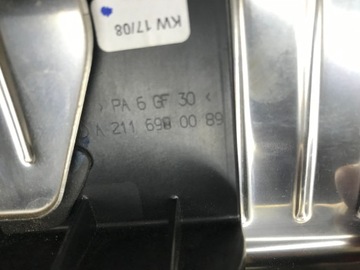 KW 17/08
> PA 6 GF 30 <
A 211 698 00 89